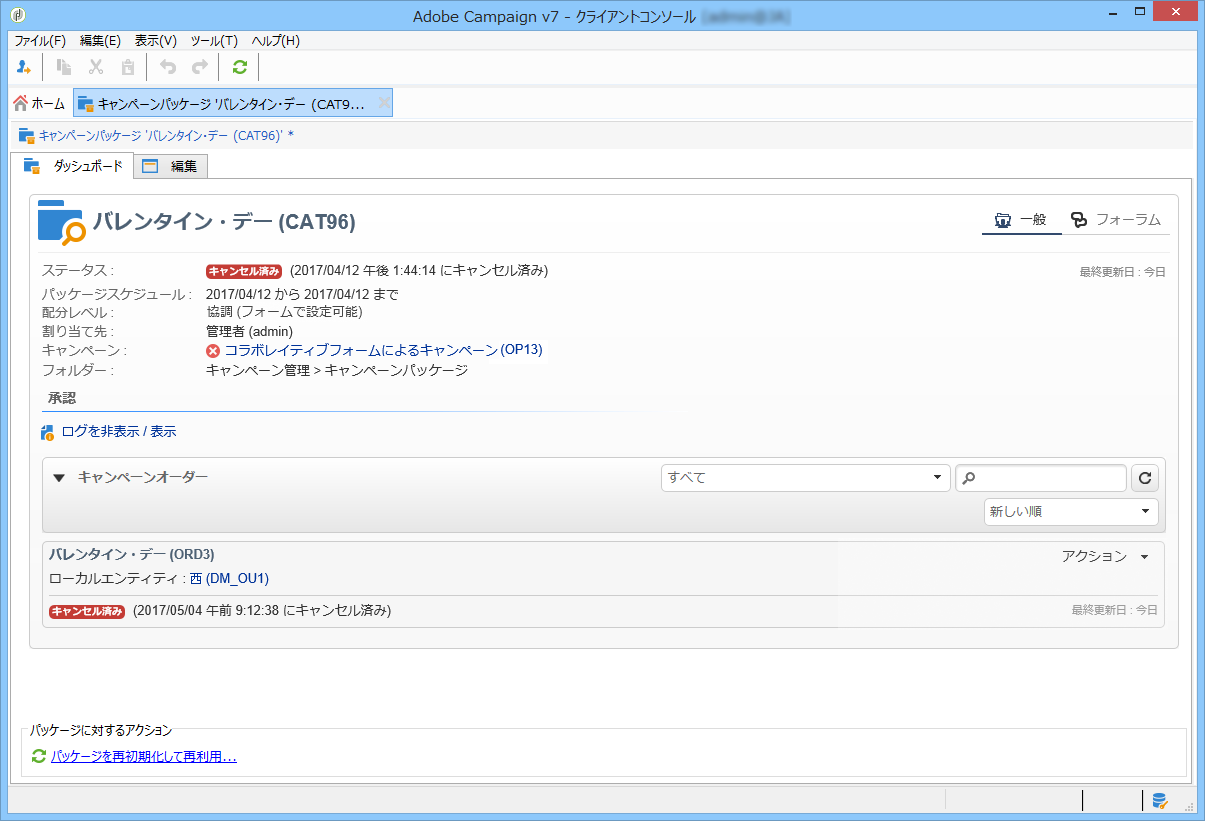 Adobe Campaign v7 - クライアントコンソール
ファイル(F) 編集(E) 表示(V) ツール(T) ヘルプ(H)
ホーム キャンペーンパッケージ 'バレンタイン・デー (CAT9...
キャンペーンパッケージ 'バレンタイン・デー (CAT96)' *
ダッシュボード 編集
バレンタイン・デー (CAT96) 一般 フォーラム
ステータス : キャンセル済み (2017/04/12 午後 1:44:14 にキャンセル済み) 最終更新日 : 今日
パッケージスケジュール : 2017/04/12 から 2017/04/12 まで
配分レベル : 協調 (フォームで設定可能)
割り当て先 : 管理者 (admin)
キャンペーン : コラボレイティブフォームによるキャンペーン (OP13)
フォルダー : キャンペーン管理 > キャンペーンパッケージ
承認
ログを非表示 / 表示
キャンペーンオーダー すべて
新しい順
バレンタイン・デー (ORD3) アクション
ローカルエンティティ : 西 (DM_OU1)
キャンセル済み (2017/05/04 午前 9:12:38 にキャンセル済み) 最終更新日 : 今日
パッケージに対するアクション
パッケージを再初期化して再利用...